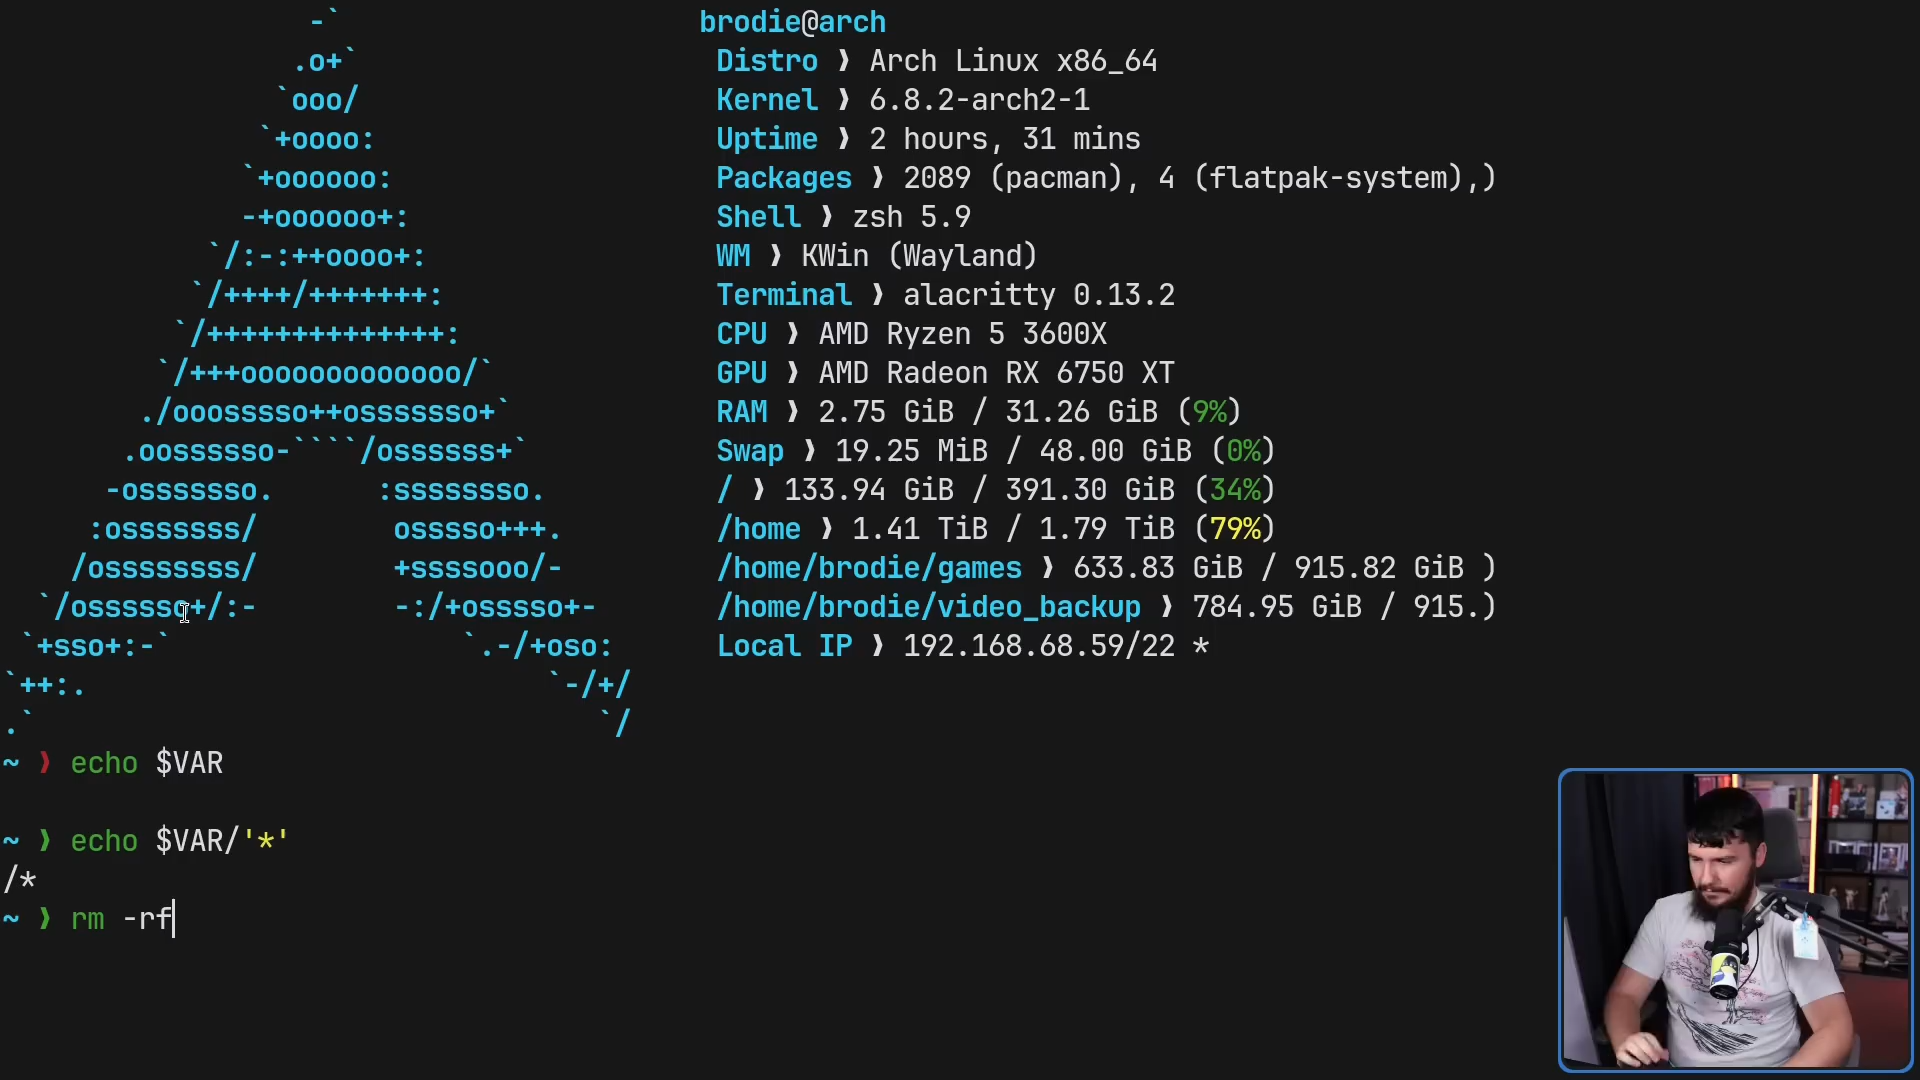 brodie@arch
Distro ❯ Arch Linux x86_64
Kernel ❯ 6.8.2-arch2-1
Uptime ❯ 2 hours, 31 mins
Packages ❯ 2089 (pacman), 4 (flatpak-system),)
Shell ❯ zsh 5.9
WM ❯ KWin (Wayland)
Terminal ❯ alacritty 0.13.2
CPU ❯ AMD Ryzen 5 3600X
GPU ❯ AMD Radeon RX 6750 XT
RAM ❯ 2.75 GiB / 31.26 GiB (9%)
Swap ❯ 19.25 MiB / 48.00 GiB (0%)
/ ❯ 133.94 GiB / 391.30 GiB (34%)
/home ❯ 1.41 TiB / 1.79 TiB (79%)
/home/brodie/games ❯ 633.83 GiB / 915.82 GiB )
/home/brodie/video_backup ❯ 784.95 GiB / 915.)
Local IP ❯ 192.168.68.59/22 *
~ ❯ echo $VAR
~ ❯ echo $VAR/'*'
/*
~ ❯ rm -rf